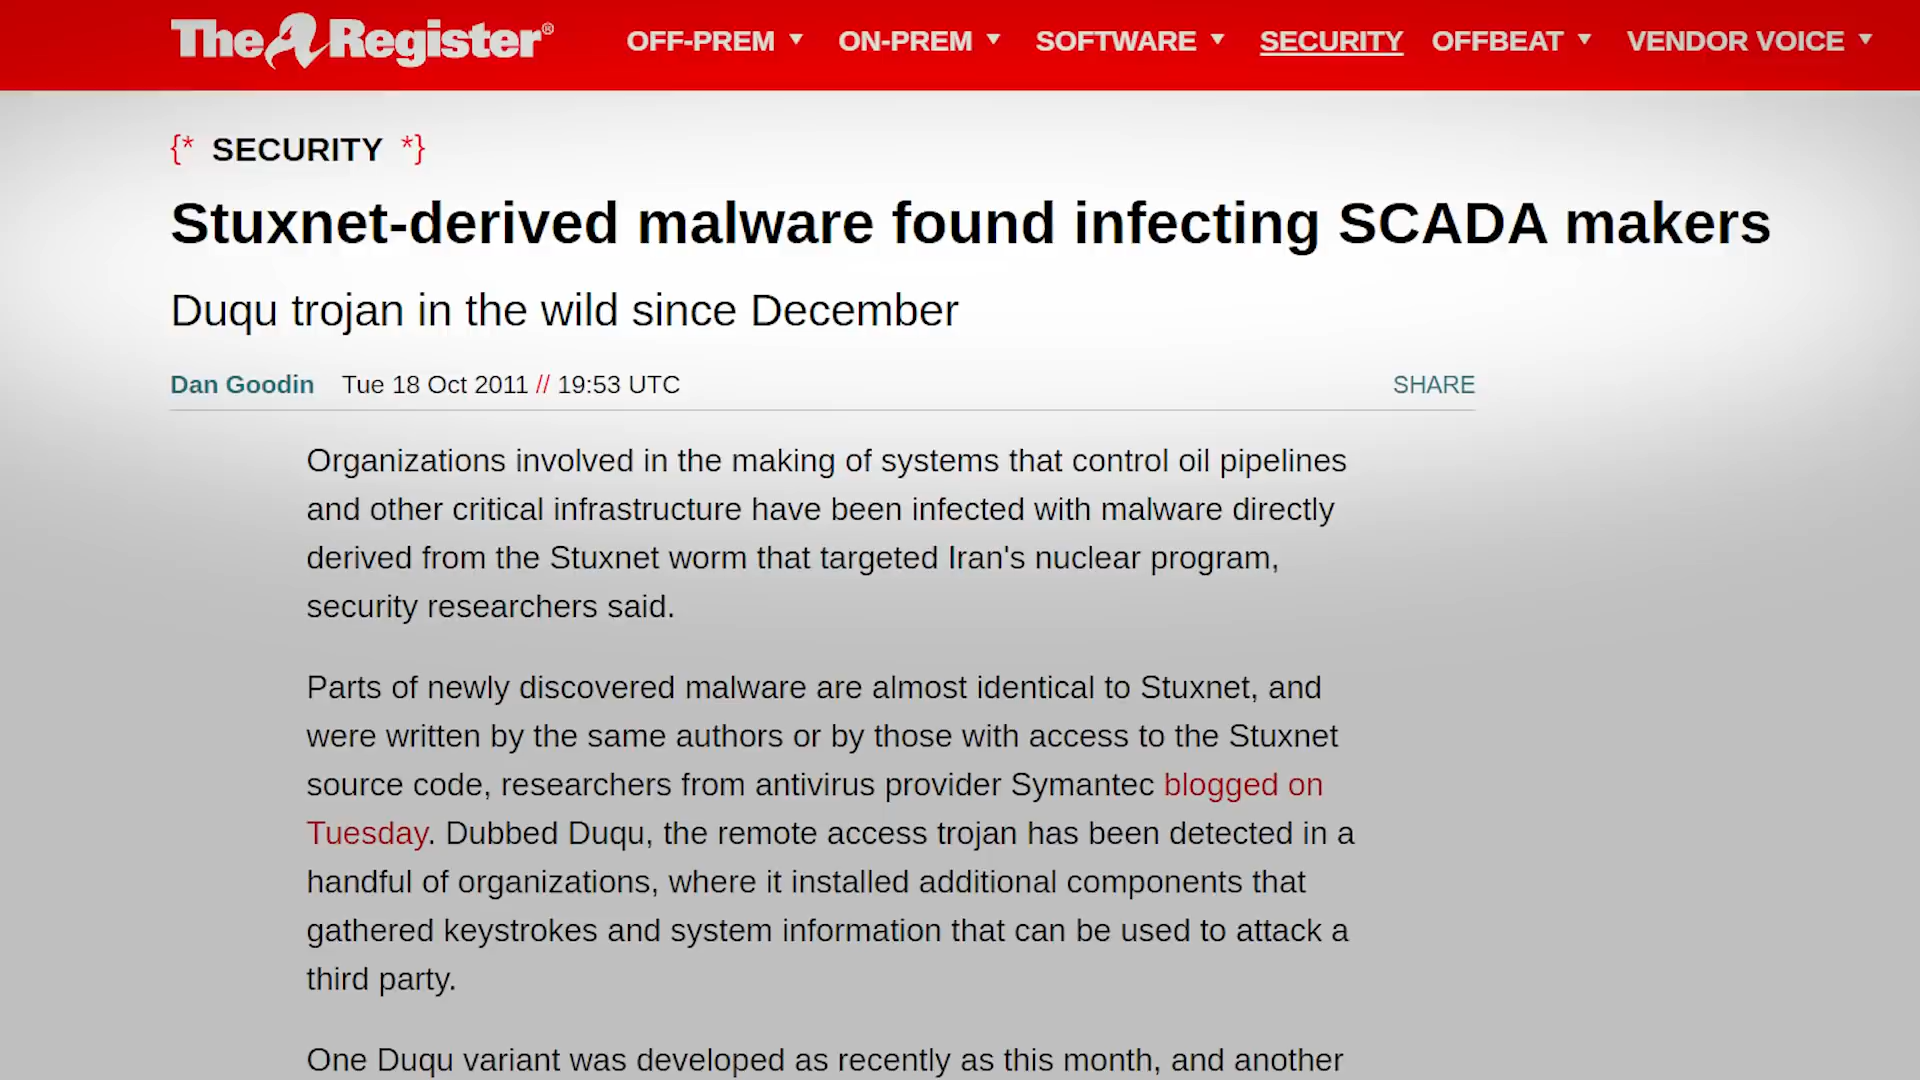 The Register®
OFF-PREM ▼ ON-PREM ▼ SOFTWARE ▼ SECURITY OFFBEAT ▼ VENDOR VOICE ▼
{* SECURITY *}
Stuxnet-derived malware found infecting SCADA makers
Duqu trojan in the wild since December
Dan Goodin Tue 18 Oct 2011 // 19:53 UTC SHARE
Organizations involved in the making of systems that control oil pipelines
and other critical infrastructure have been infected with malware directly
derived from the Stuxnet worm that targeted Iran's nuclear program,
security researchers said.
Parts of newly discovered malware are almost identical to Stuxnet, and
were written by the same authors or by those with access to the Stuxnet
source code, researchers from antivirus provider Symantec blogged on
Tuesday. Dubbed Duqu, the remote access trojan has been detected in a
handful of organizations, where it installed additional components that
gathered keystrokes and system information that can be used to attack a
third party.
One Duqu variant was developed as recently as this month, and another